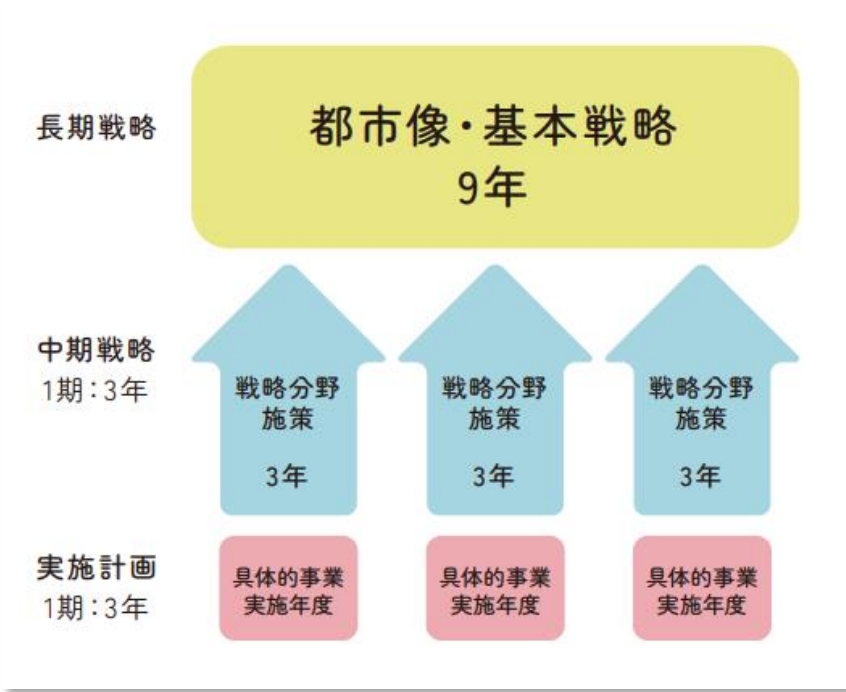 長期戦略
都市像・基本戦略
9年
中期戦略
1期：3年
戦略分野
施策
3年
戦略分野
施策
3年
戦略分野
施策
3年
実施計画
1期：3年
具体的事業
実施年度
具体的事業
実施年度
具体的事業
実施年度